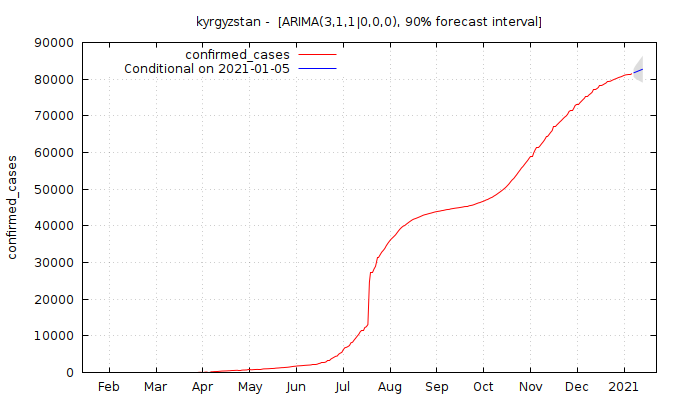 kyrgyzstan -  [ARIMA(3,1,1|0,0,0), 90% forecast interval]
confirmed_cases
Conditional on 2021-01-05
90000
80000
70000
60000
50000
40000
30000
20000
10000
0
confirmed_cases
Feb Mar Apr May Jun Jul Aug Sep Oct Nov Dec 2021